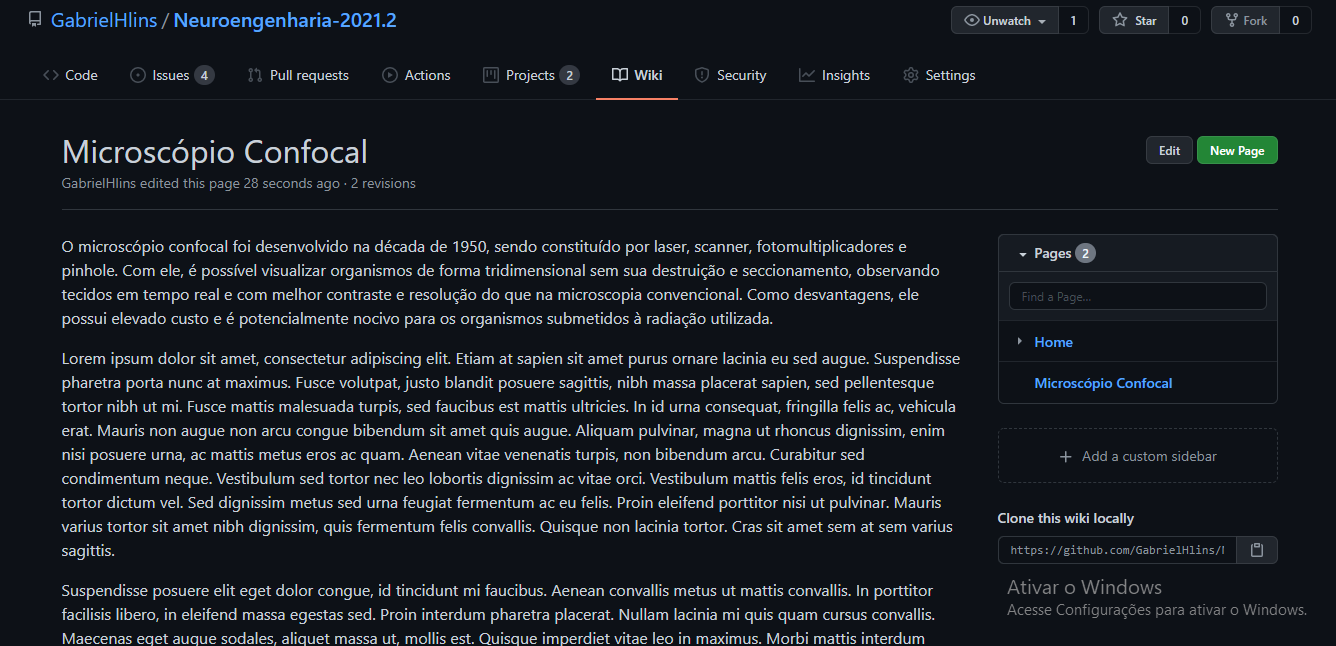 GabrielHlins / Neuroengenharia-2021.2
Unwatch 1 Star 0 Fork 0
Code Issues 4 Pull requests Actions Projects 2 Wiki Security Insights Settings
Microscópio Confocal
Edit New Page
GabrielHlins edited this page 28 seconds ago · 2 revisions
O microscópio confocal foi desenvolvido na década de 1950, sendo constituído por laser, scanner, fotomultiplicadores e
pinhole. Com ele, é possível visualizar organismos de forma tridimensional sem sua destruição e seccionamento, observando
tecidos em tempo real e com melhor contraste e resolução do que na microscopia convencional. Como desvantagens, ele
possui elevado custo e é potencialmente nocivo para os organismos submetidos à radiação utilizada.
Lorem ipsum dolor sit amet, consectetur adipiscing elit. Etiam at sapien sit amet purus ornare lacinia eu sed augue. Suspendisse
pharetra porta nunc at maximus. Fusce volutpat, justo blandit posuere sagittis, nibh massa placerat sapien, sed pellentesque
tortor nibh ut mi. Fusce mattis malesuada turpis, sed faucibus est mattis ultricies. In id urna consequat, fringilla felis ac, vehicula
erat. Mauris non augue non arcu congue bibendum sit amet quis augue. Aliquam pulvinar, magna ut rhoncus dignissim, enim
nisi posuere urna, ac mattis metus eros ac quam. Aenean vitae venenatis turpis, non bibendum arcu. Curabitur sed
condimentum neque. Vestibulum sed tortor nec leo lobortis dignissim ac vitae orci. Vestibulum mattis felis eros, id tincidunt
tortor dictum vel. Sed dignissim metus sed urna feugiat fermentum ac eu felis. Proin eleifend porttitor nisi ut pulvinar. Mauris
varius tortor sit amet nibh dignissim, quis fermentum felis convallis. Quisque non lacinia tortor. Cras sit amet sem at sem varius
sagittis.
Suspendisse posuere elit eget dolor congue, id tincidunt mi faucibus. Aenean convallis metus ut mattis convallis. In porttitor
facilisis libero, in eleifend massa egestas sed. Proin interdum pharetra placerat. Nullam lacinia mi quis quam cursus convallis.
Maecenas eget augue sodales, aliquet massa ut, mollis est. Quisque imperdiet vitae leo in maximus. Morbi mattis interdum
Pages 2
Find a Page...
Home
Microscópio Confocal
Add a custom sidebar
Clone this wiki locally
https://github.com/GabrielHlins/
Ativar o Windows
Acesse Configurações para ativar o Windows.